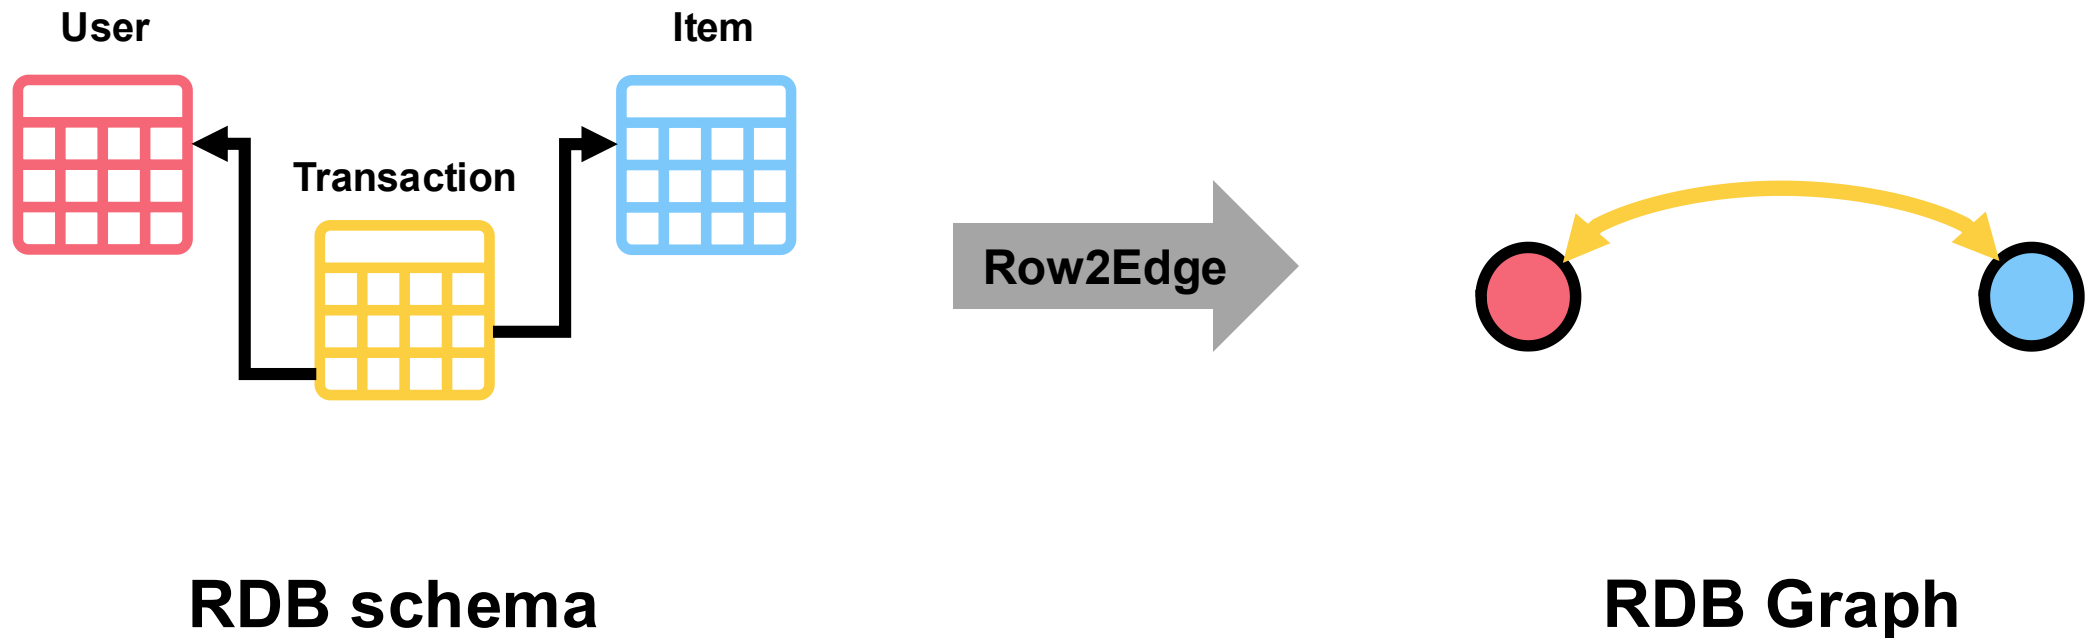 User
Item
Transaction
Row2Edge
RDB schema
RDB Graph